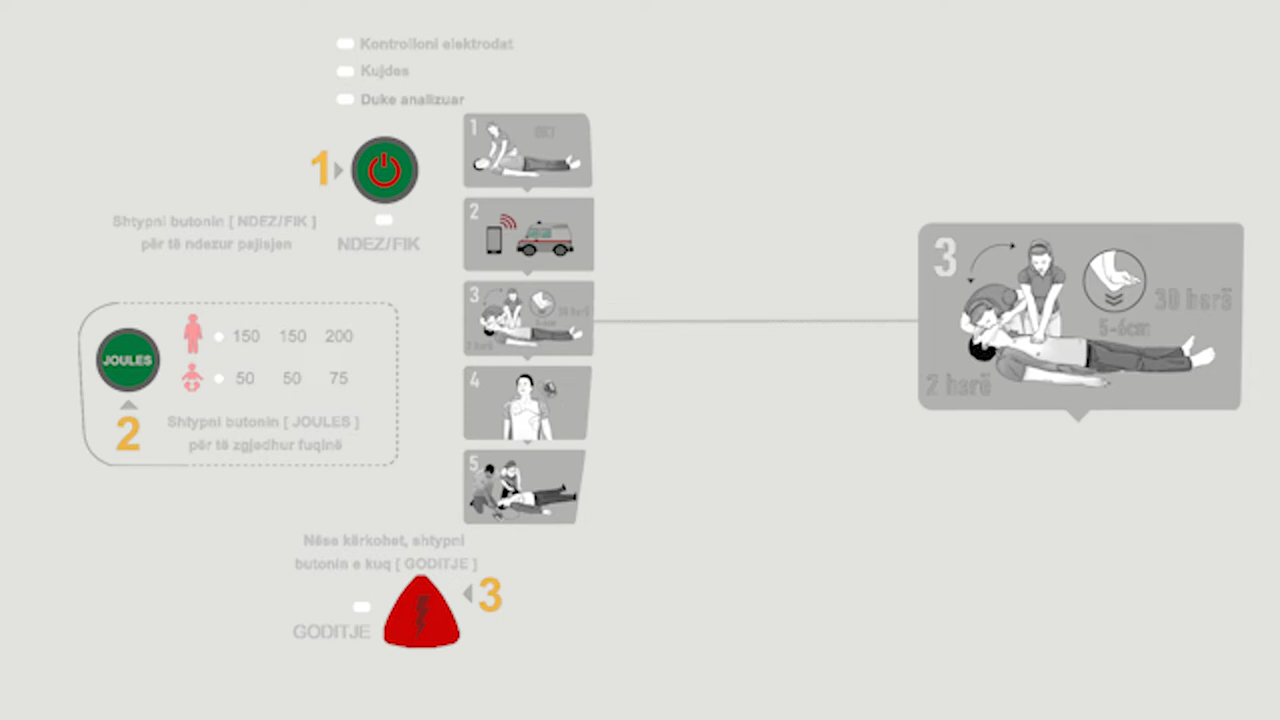 Kontrolloni elektrodat
Kujdes
Duke analizuar
1
Shtypni butonin [ NDEZ/FIK ]
për të ndezur pajisjen
NDEZ/FIK
JOULES
150 150 200
50 50 75
2
Shtypni butonin [ JOULES ]
për të zgjedhur fuqinë
1
2
3
2 herë
4
5
Nëse kërkohet, shtypni
butonin e kuq [ GODITJE ]
GODITJE
3
3
30 herë
5-6cm
2 herë